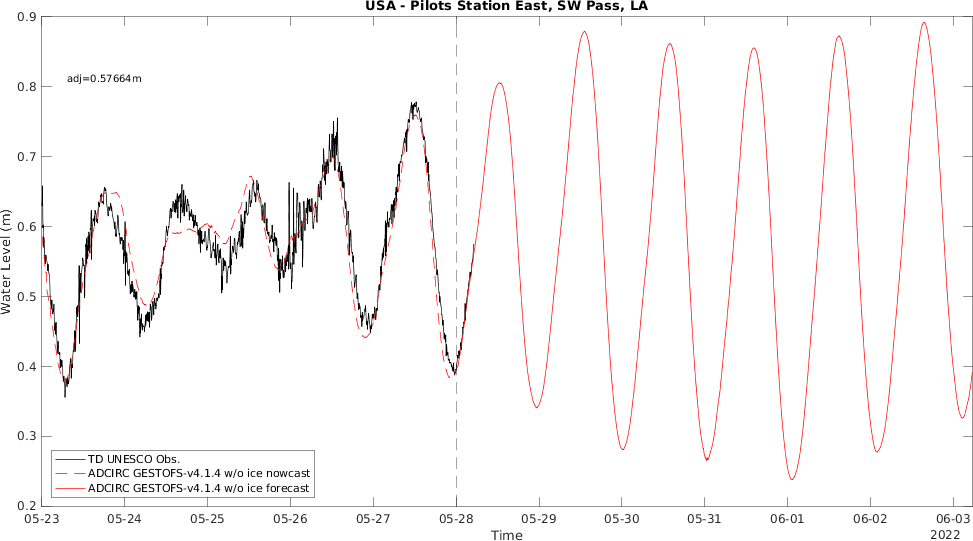 USA - Pilots Station East, SW Pass, LA
adj=0.57664m
Water Level (m)
0.9
0.8
0.7
0.6
0.5
0.4
0.3
0.2
TD UNESCO Obs.
ADCIRC GESTOFS-v4.1.4 w/o ice nowcast
ADCIRC GESTOFS-v4.1.4 w/o ice forecast
05-23 05-24 05-25 05-26 05-27 05-28 05-29 05-30 05-31 06-01 06-02 06-03
Time
2022